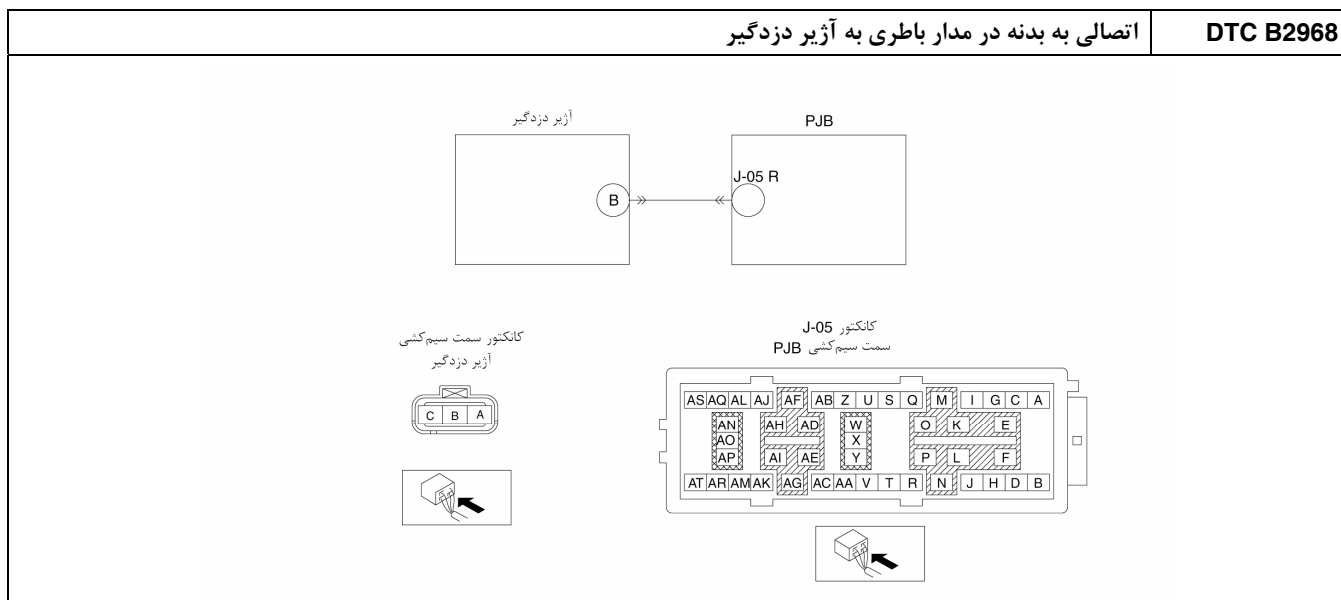 DTC B2968 اتصالی به بدنه در مدار باطری به آژیر دزدگیر
آژیر دزدگیر
PJB
B
J-05 R
کانکتور سمت سیم‌کشی
آژیر دزدگیر
C B A
کانکتور J-05
سمت سیم‌کشی PJB
AS AQ AL AJ AF AB Z U S Q M I G C A
AN AH AD W O K E
AO X
AP AI AE Y P L F
AT AR AM AK AG AC AA V T R N J H D B